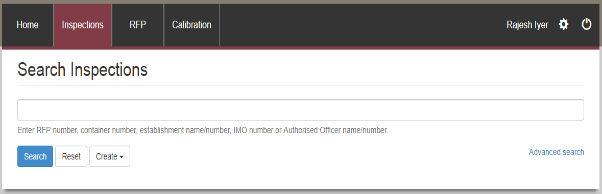 Home Inspections RFP Calibration Rajesh Iyer
Search Inspections
Enter RFP number, container number, establishment name/number, IMO number or Authorised Officer name/number.
Search Reset Create Advanced search